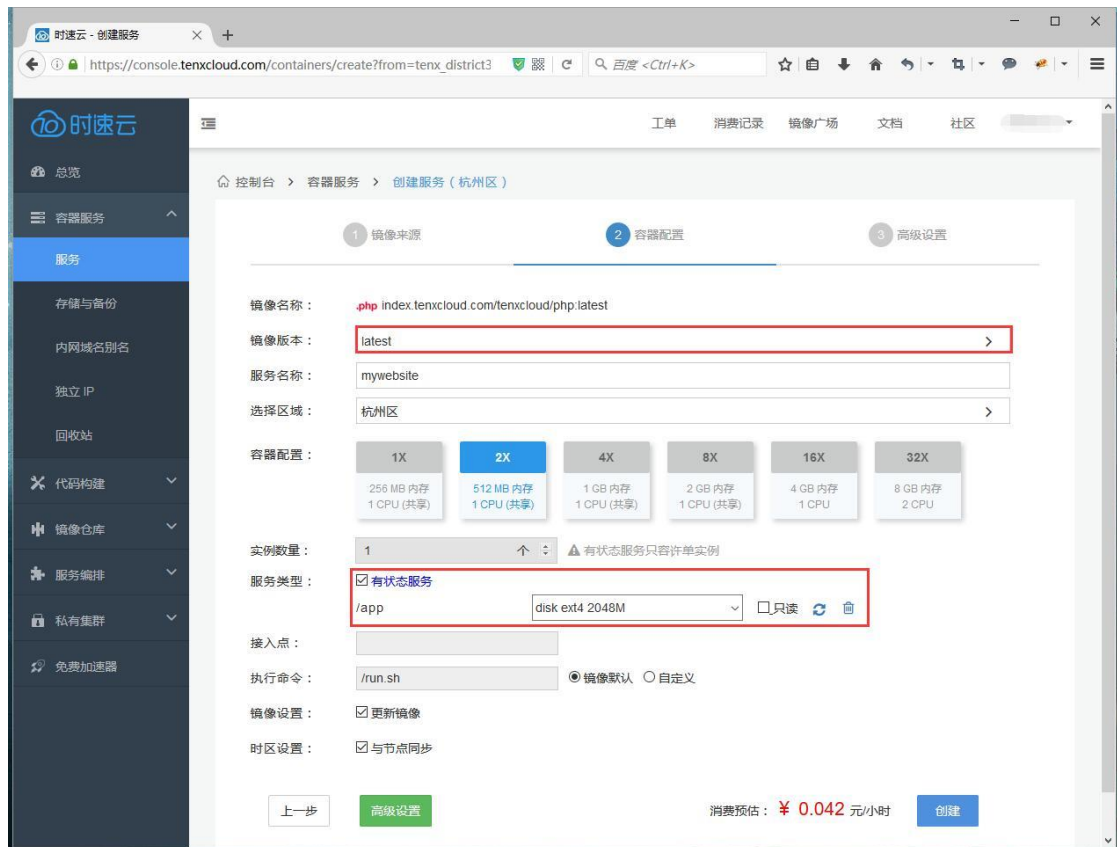 时速云 - 创建服务
https://console.tenxcloud.com/containers/create?from=tenx_district3
百度 <Ctrl+K>
时速云
工单 消费记录 镜像广场 文档 社区
总览
控制台 > 容器服务 > 创建服务（杭州区）
容器服务
1 镜像来源 2 容器配置 3 高级设置
服务
存储与备份
内网域名别名
独立 IP
回收站
代码构建
镜像仓库
服务编排
私有集群
免费加速器
镜像名称： .php index.tenxcloud.com/tenxcloud/php:latest
镜像版本： latest
服务名称： mywebsite
选择区域： 杭州区
容器配置： 1X 2X 4X 8X 16X 32X
256 MB 内存 512 MB 内存 1 GB 内存 2 GB 内存 4 GB 内存 8 GB 内存
1 CPU (共享) 1 CPU (共享) 1 CPU (共享) 1 CPU (共享) 1 CPU 2 CPU
实例数量： 1 个 有状态服务只容许单实例
服务类型： 有状态服务
/app disk ext4 2048M 只读
接入点：
执行命令： /run.sh 镜像默认 自定义
镜像设置： 更新镜像
时区设置： 与节点同步
上一步 高级设置 消费预估： ¥ 0.042 元/小时 创建